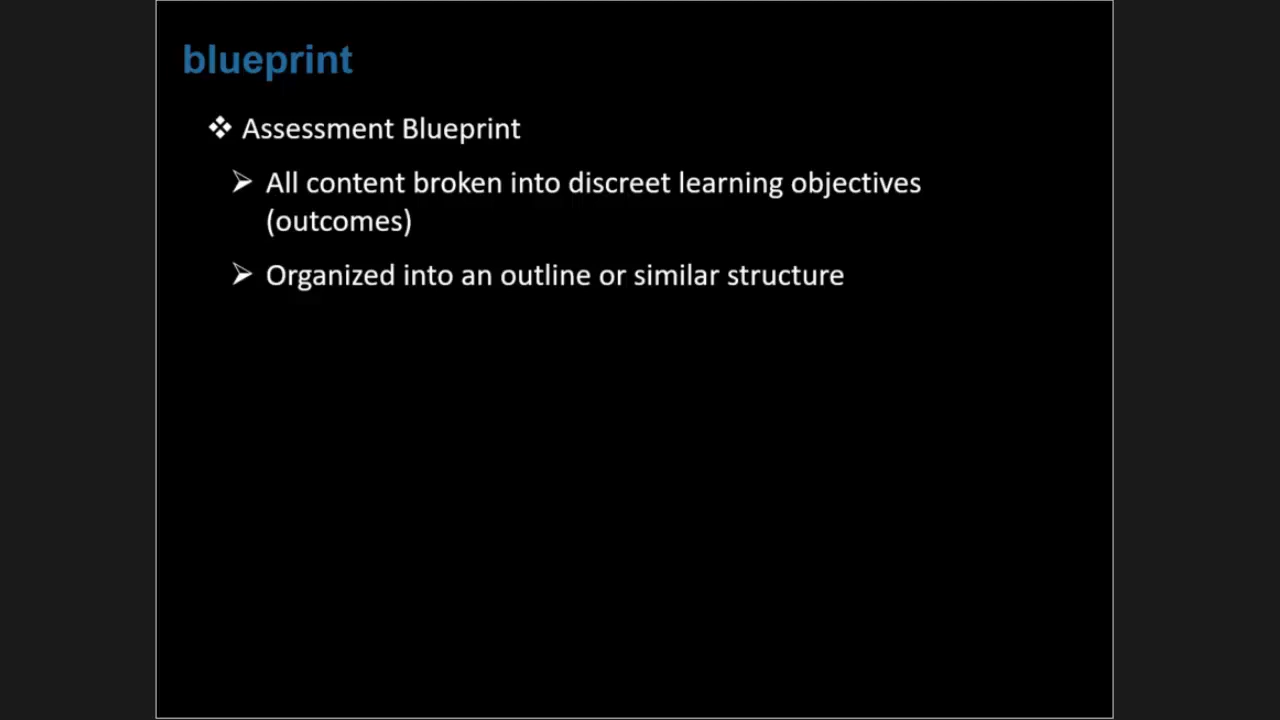 blueprint
❖ Assessment Blueprint
➢ All content broken into discreet learning objectives
(outcomes)
➢ Organized into an outline or similar structure